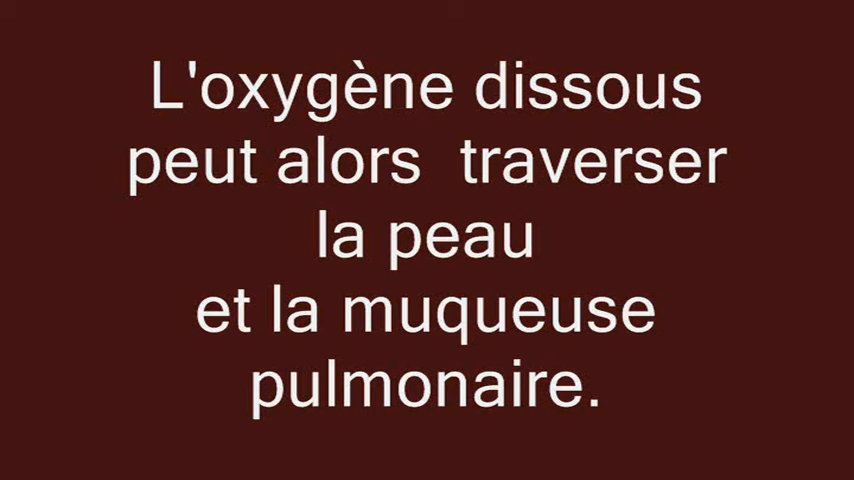 L'oxygène dissous
peut alors  traverser
la peau
et la muqueuse
pulmonaire.